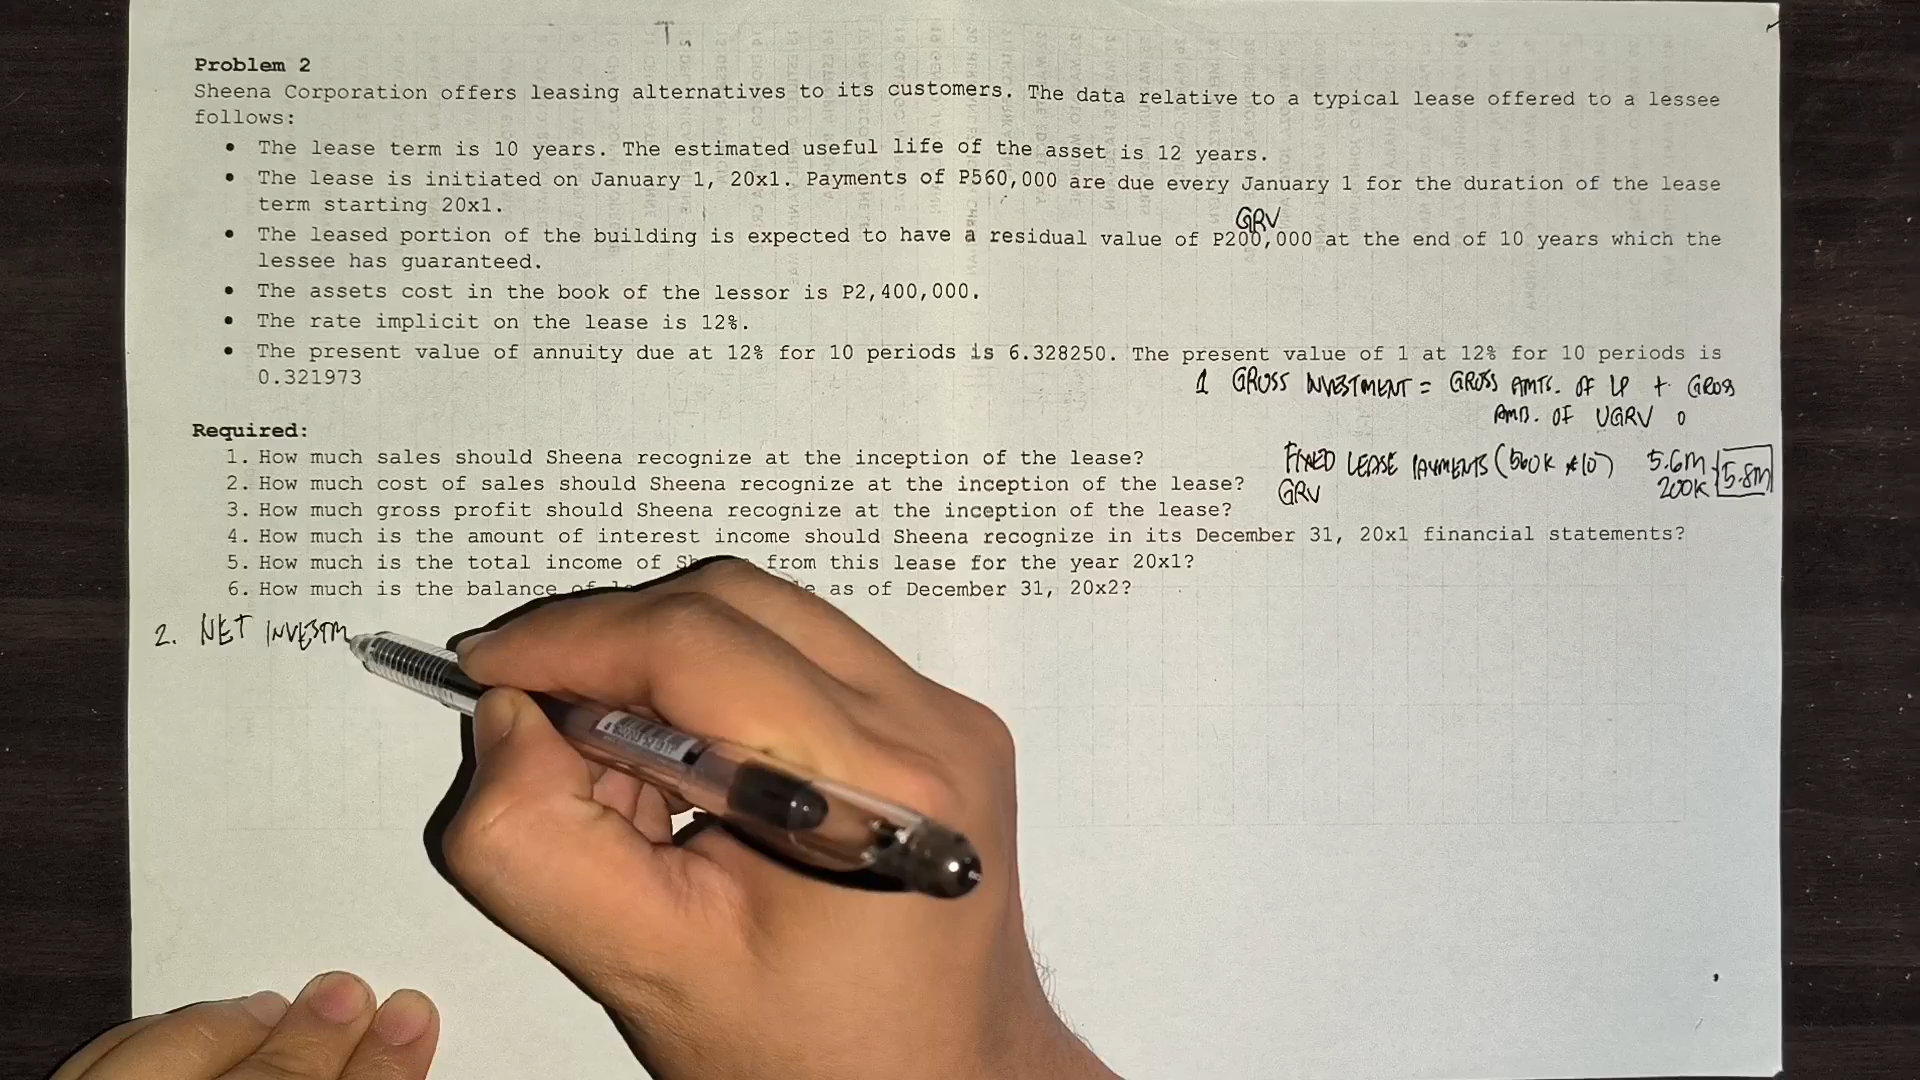 Problem 2
Sheena Corporation offers leasing alternatives to its customers. The data relative to a typical lease offered to a lessee
follows:
• The lease term is 10 years. The estimated useful life of the asset is 12 years.
• The lease is initiated on January 1, 20x1. Payments of P560,000 are due every January 1 for the duration of the lease
term starting 20x1.
GRV
• The leased portion of the building is expected to have a residual value of P200,000 at the end of 10 years which the
lessee has guaranteed.
• The assets cost in the book of the lessor is P2,400,000.
• The rate implicit on the lease is 12%.
• The present value of annuity due at 12% for 10 periods is 6.328250. The present value of 1 at 12% for 10 periods is
0.321973
1 GROSS INVESTMENT = GROSS AMTS. OF LP + GROSS
AMTS. OF UGRV 0
Required:
1. How much sales should Sheena recognize at the inception of the lease?
FIXED LEASE PAYMENTS (560K * 10) 5.6M
2. How much cost of sales should Sheena recognize at the inception of the lease?
GRV 200K 5.8M
3. How much gross profit should Sheena recognize at the inception of the lease?
4. How much is the amount of interest income should Sheena recognize in its December 31, 20x1 financial statements?
5. How much is the total income of from this lease for the year 20x1?
6. How much is the balance of as of December 31, 20x2?
2. NET INVESTM